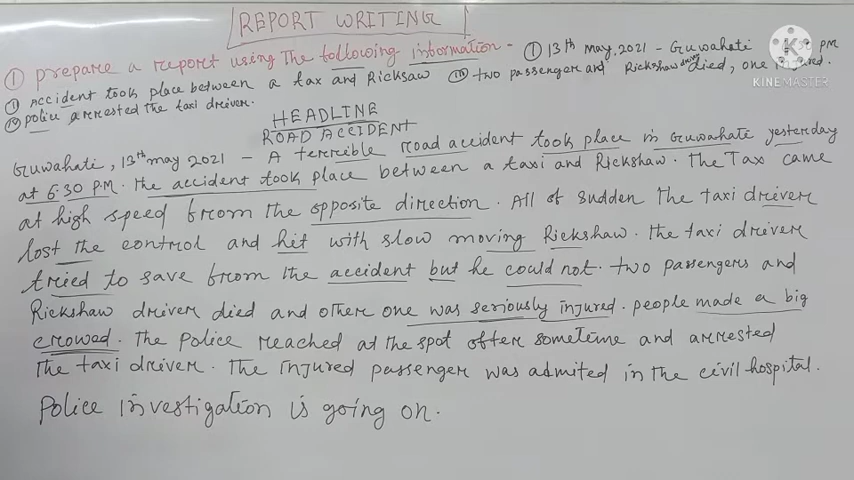 REPORT WRITING
① prepare a report using The following information - ① 13th may, 2021 - Guwahati PM
⑪ accident took place between a tax and Ricksaw ⑪⑪ two passenger and Rickshaw died, one
⑭ police arrested the taxi driver.
HEADLINE
ROAD ACCIDENT
Guwahati, 13th may 2021 - A terrible road accident took place in Guwahate yesterday
at 6:30 PM. The accident took place between a taxi and Rickshaw. The Tax came
at high speed from the opposite direction. All of sudden The taxi driver
lost the control and hit with slow moving Rickshaw. The taxi driver
tried to save from the accident but he could not. two passengers and
Rickshaw driver died and other one was seriously injured. people made a big
crowed. The police reached at the spot after sometime and arrested
The taxi driver. The injured passenger was admited in the civil hospital.
Police investigation is going on.
KINEMASTER